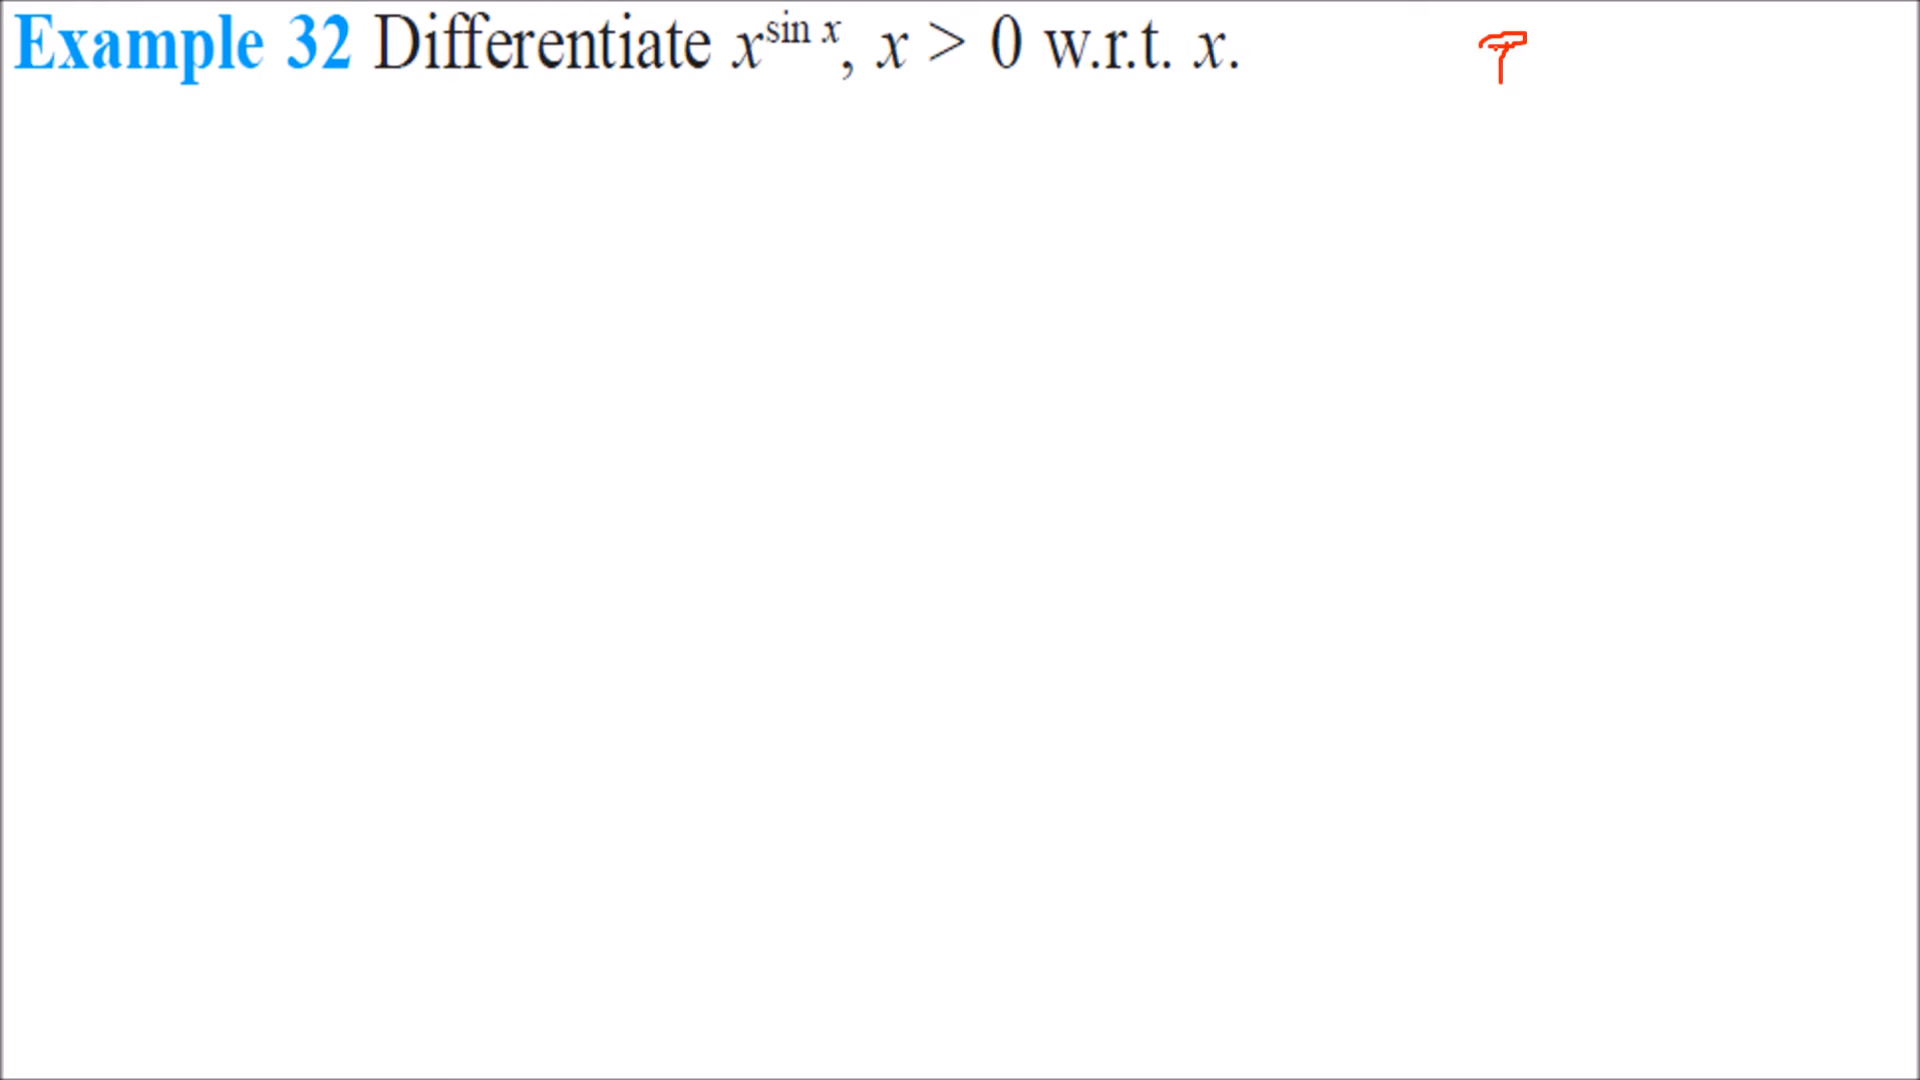 Example 32 Differentiate x^sin x, x > 0 w.r.t. x.